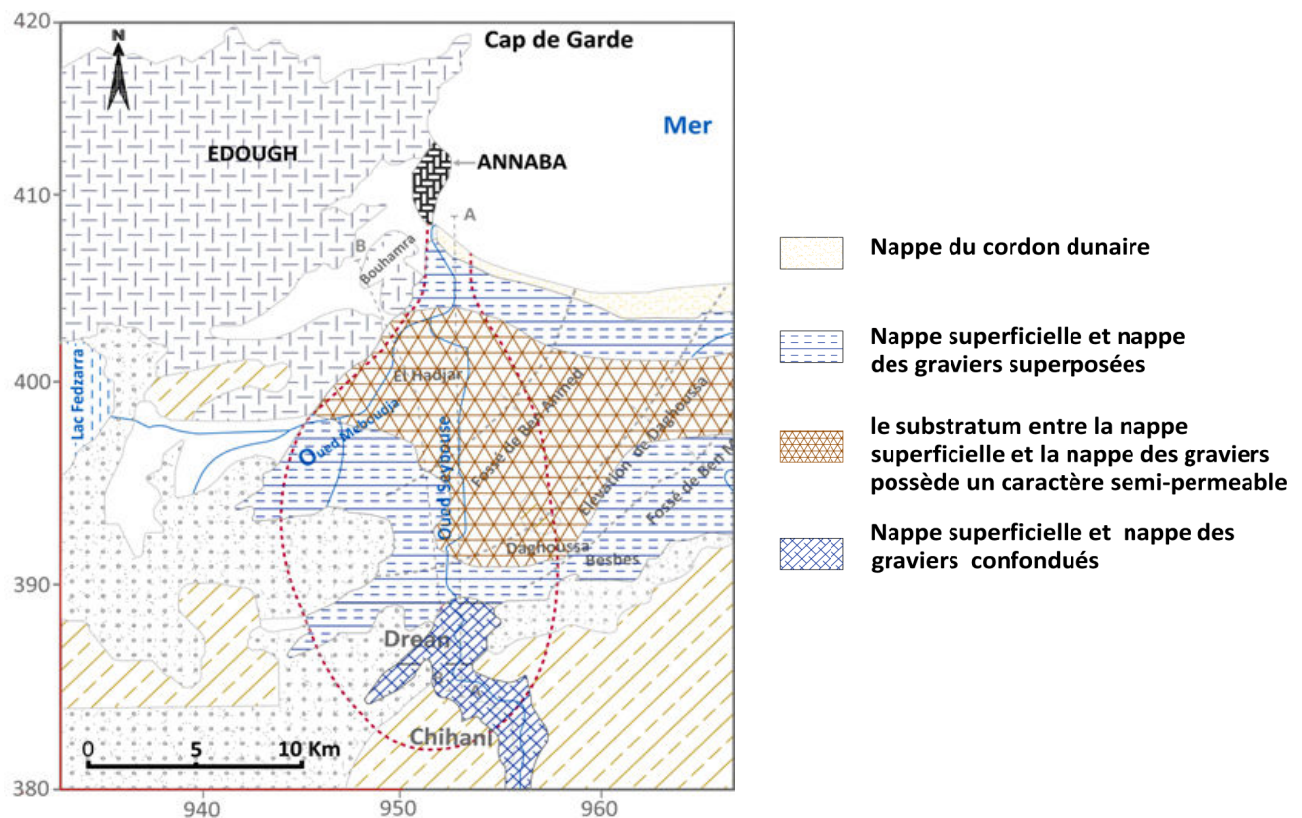 420
N
Cap de Garde
Mer
EDOUGH
ANNABA
410
A
B
Bouhamra
400
Lac Fedzarra
El Hadjar
Oued Meboudja
Oued Seybouse
Fosse de Ben Ahmed
Elévation de Daghoussa
Fossé de Ben M
Daghoussa
Besbes
390
Drean
B
A
Chihani
0 5 10 Km
380
940 950 960
Nappe du cordon dunaire
Nappe superficielle et nappe
des graviers superposées
le substratum entre la nappe
superficielle et la nappe des graviers
possède un caractère semi-permeable
Nappe superficielle et nappe des
graviers confondués